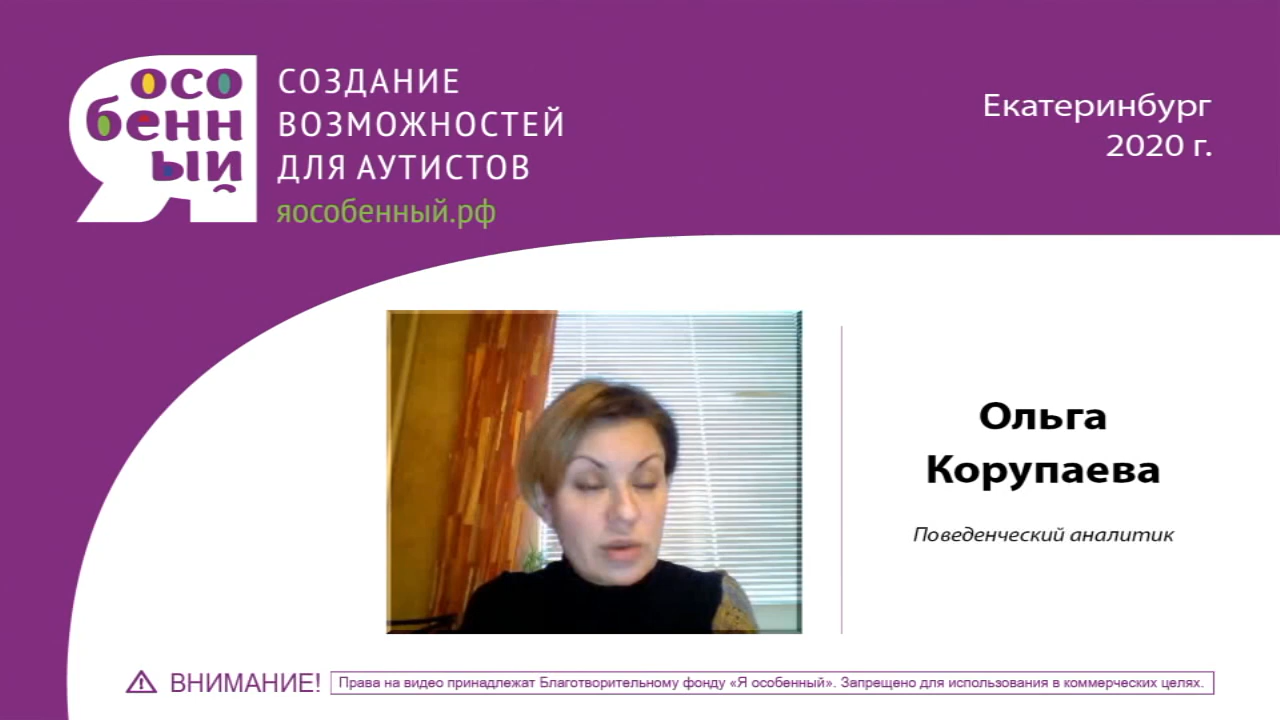 Я
осо
бенн
ый
СОЗДАНИЕ
ВОЗМОЖНОСТЕЙ
ДЛЯ АУТИСТОВ
яособенный.рф
Екатеринбург
2020 г.
Ольга
Корупаева
Поведенческий аналитик
ВНИМАНИЕ! Права на видео принадлежат Благотворительному фонду «Я особенный». Запрещено для использования в коммерческих целях.